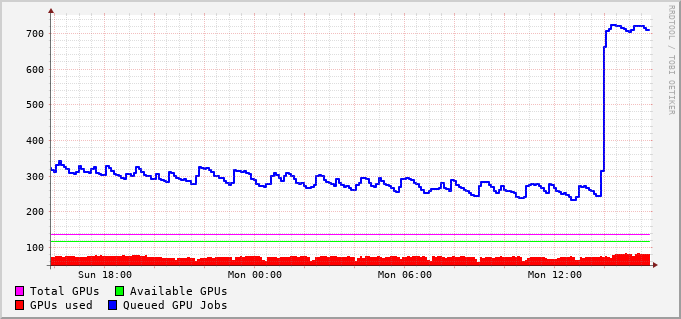 RRDTOOL / TOBI OETIKER
700
600
500
400
300
200
100
Sun 18:00 Mon 00:00 Mon 06:00 Mon 12:00
Total GPUs Available GPUs
GPUs used Queued GPU Jobs